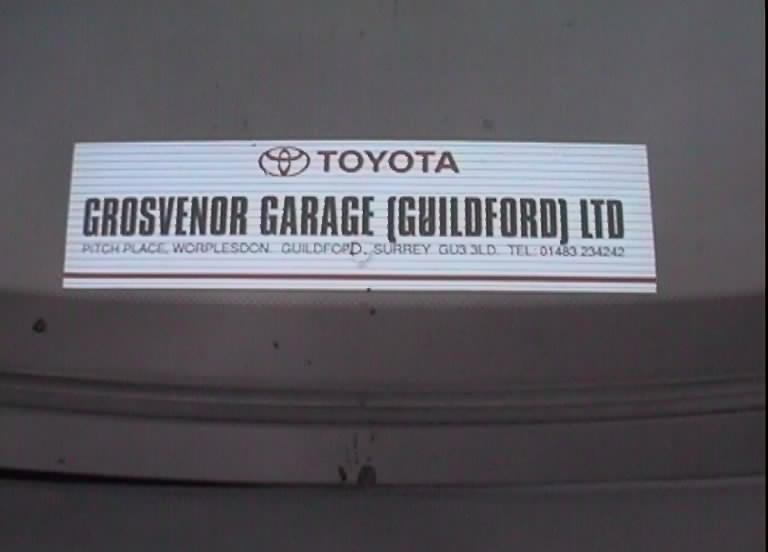 TOYOTA
GROSVENOR GARAGE (GUILDFORD) LTD
PITCH PLACE, WORPLESDON. GUILDFORD. SURREY. GU3 3LD. TEL: 01483 234242